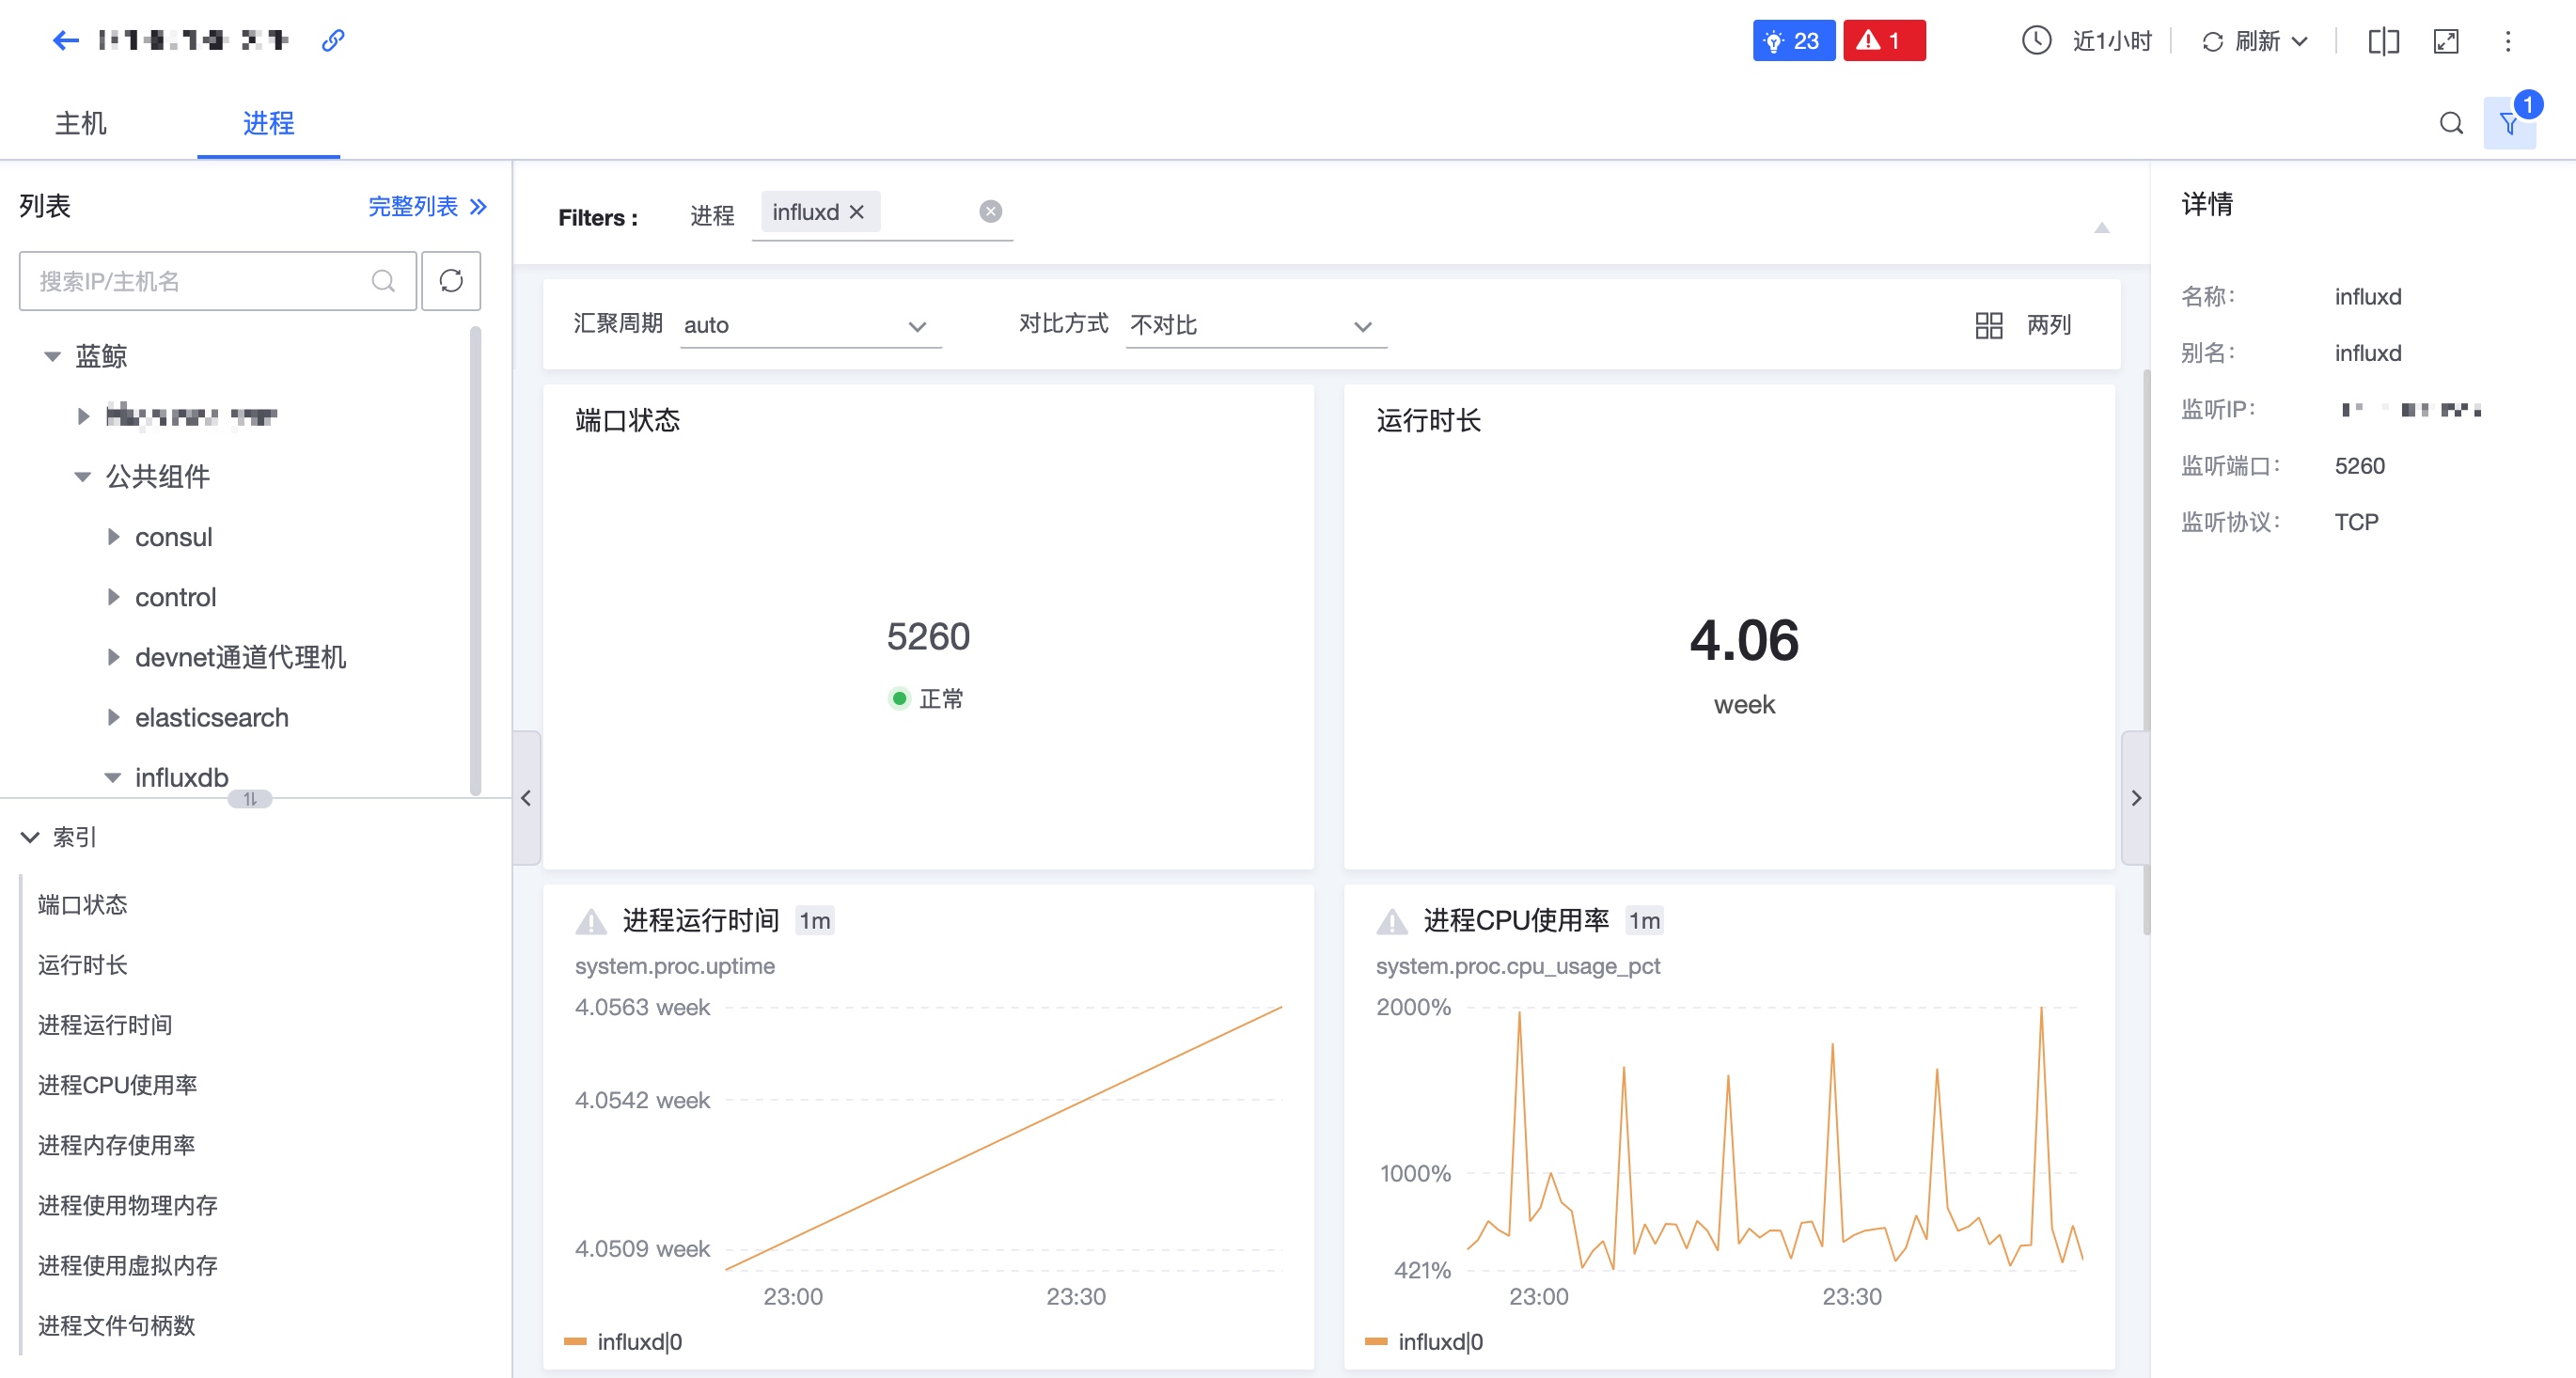 23
1
近1小时
刷新
主机
进程
1
列表
完整列表
搜索IP/主机名
蓝鲸
公共组件
consul
control
devnet通道代理机
elasticsearch
influxdb
索引
端口状态
运行时长
进程运行时间
进程CPU使用率
进程内存使用率
进程使用物理内存
进程使用虚拟内存
进程文件句柄数
Filters :
进程
influxd
汇聚周期
auto
对比方式
不对比
两列
端口状态
5260
正常
运行时长
4.06
week
进程运行时间 1m
system.proc.uptime
4.0563 week
4.0542 week
4.0509 week
23:00
23:30
influxd|0
进程CPU使用率 1m
system.proc.cpu_usage_pct
2000%
1000%
421%
23:00
23:30
influxd|0
详情
名称: influxd
别名: influxd
监听IP:
监听端口: 5260
监听协议: TCP